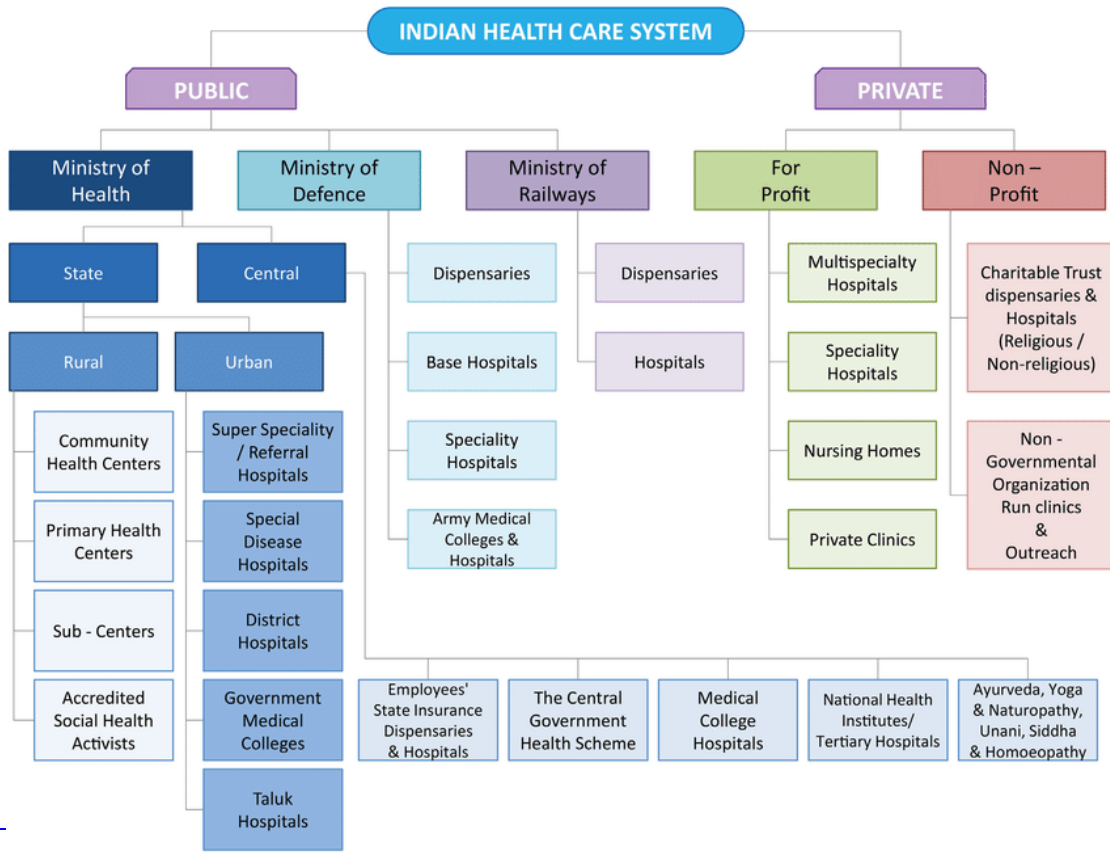 INDIAN HEALTH CARE SYSTEM
PUBLIC
PRIVATE
Ministry of
Health
Ministry of
Defence
Ministry of
Railways
For
Profit
Non –
Profit
State
Central
Rural
Urban
Community
Health Centers
Primary Health
Centers
Sub - Centers
Accredited
Social Health
Activists
Super Speciality
/ Referral
Hospitals
Special
Disease
Hospitals
District
Hospitals
Government
Medical
Colleges
Taluk
Hospitals
Employees'
State Insurance
Dispensaries
& Hospitals
The Central
Government
Health Scheme
Medical
College
Hospitals
National Health
Institutes/
Tertiary Hospitals
Ayurveda, Yoga
& Naturopathy,
Unani, Siddha
& Homoeopathy
Dispensaries
Base Hospitals
Speciality
Hospitals
Army Medical
Colleges &
Hospitals
Dispensaries
Hospitals
Multispecialty
Hospitals
Speciality
Hospitals
Nursing Homes
Private Clinics
Charitable Trust
dispensaries &
Hospitals
(Religious /
Non-religious)
Non -
Governmental
Organization
Run clinics
&
Outreach